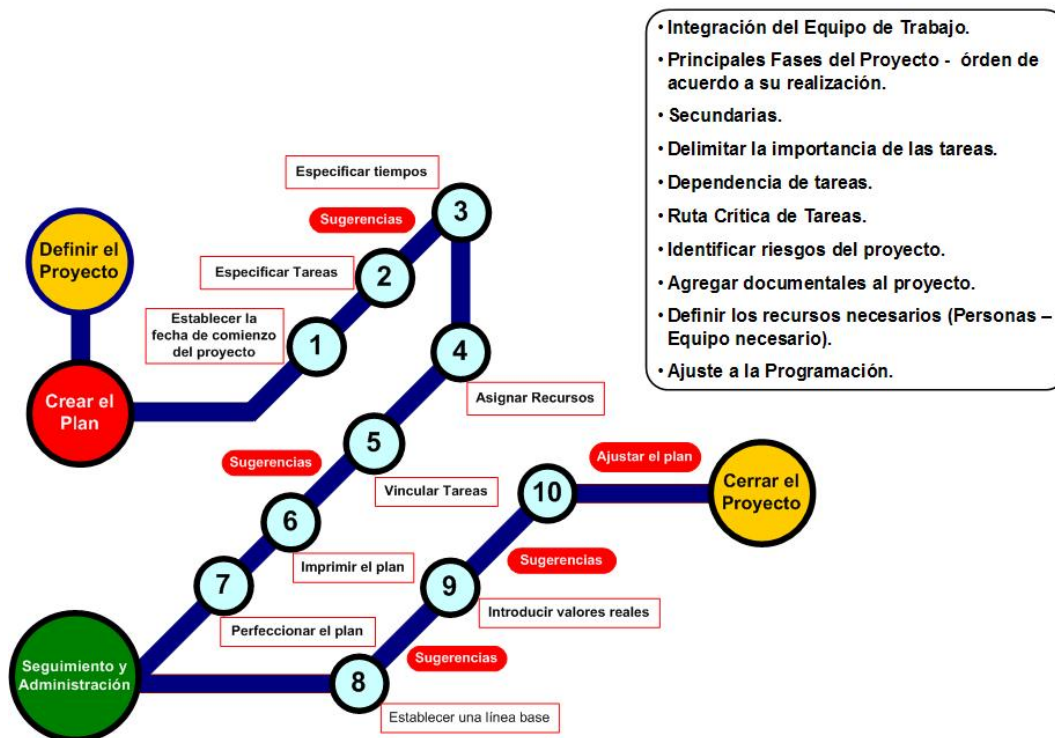 • Integración del Equipo de Trabajo.
• Principales Fases del Proyecto - órden de
acuerdo a su realización.
• Secundarias.
• Delimitar la importancia de las tareas.
• Dependencia de tareas.
• Ruta Crítica de Tareas.
• Identificar riesgos del proyecto.
• Agregar documentales al proyecto.
• Definir los recursos necesarios (Personas –
Equipo necesario).
• Ajuste a la Programación.
Definir el
Proyecto
Crear el
Plan
1
Establecer la
fecha de comienzo
del proyecto
2
Especificar Tareas
Sugerencias
3
Especificar tiempos
4
Asignar Recursos
5
Vincular Tareas
Sugerencias
6
Imprimir el plan
7
Perfeccionar el plan
Seguimiento y
Administración
8
Establecer una línea base
Sugerencias
9
Introducir valores reales
Sugerencias
10
Ajustar el plan
Cerrar el
Proyecto